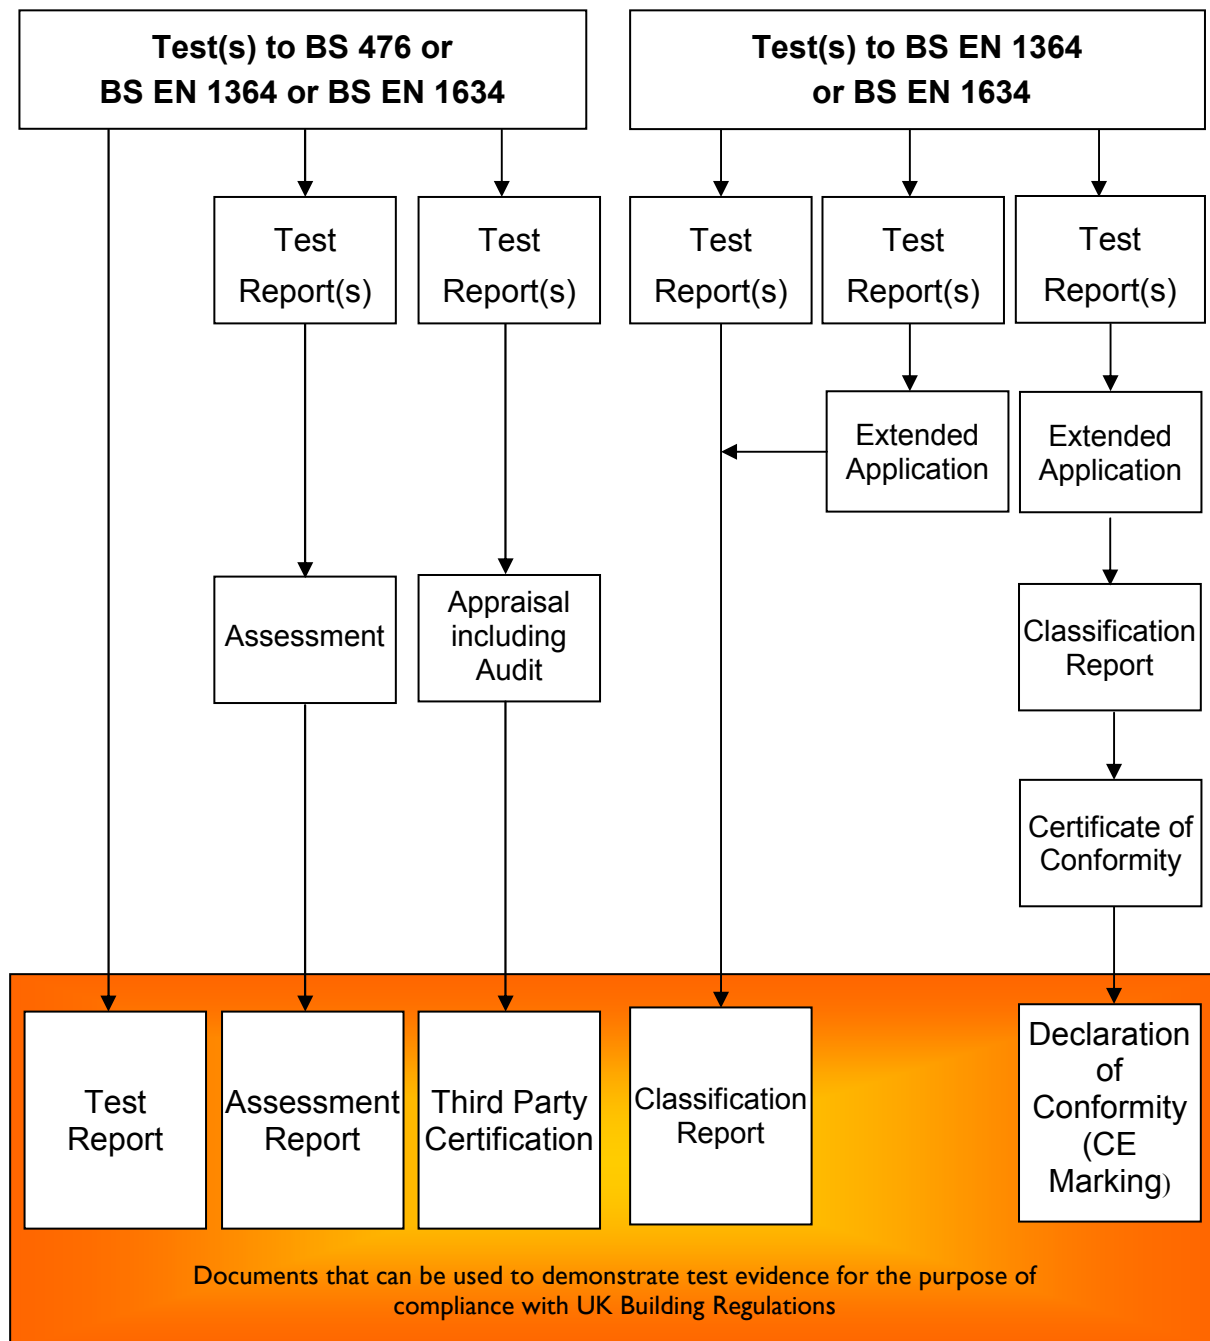 Test(s) to BS 476 or
BS EN 1364 or BS EN 1634
Test(s) to BS EN 1364
or BS EN 1634
Test
Report(s)
Test
Report(s)
Test
Report(s)
Test
Report(s)
Test
Report(s)
Extended
Application
Extended
Application
Assessment
Appraisal
including
Audit
Classification
Report
Certificate of
Conformity
Test
Report
Assessment
Report
Third Party
Certification
Classification
Report
Declaration
of
Conformity
(CE
Marking)
Documents that can be used to demonstrate test evidence for the purpose of
compliance with UK Building Regulations